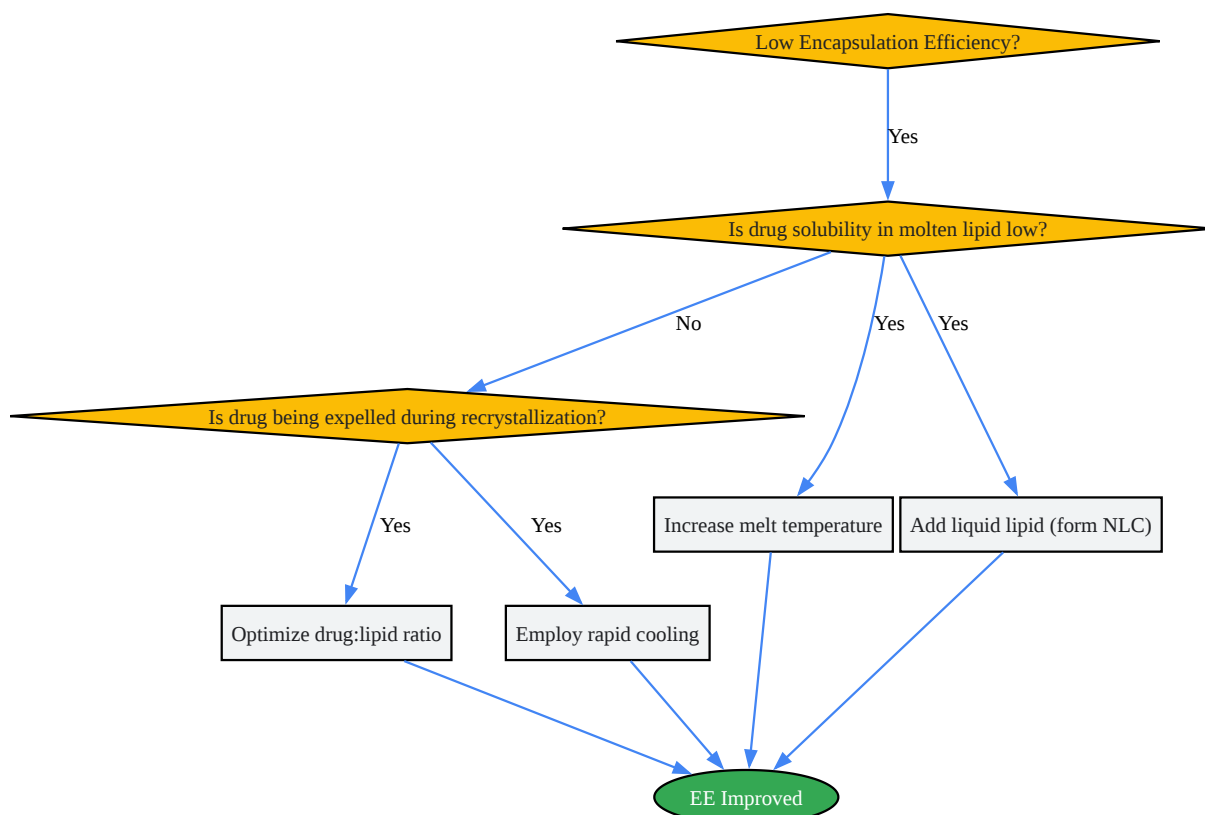 Low Encapsulation Efficiency?
Yes
Is drug solubility in molten lipid low?
No
Yes
Yes
Is drug being expelled during recrystallization?
Yes
Yes
Increase melt temperature
Add liquid lipid (form NLC)
Optimize drug:lipid ratio
Employ rapid cooling
EE Improved